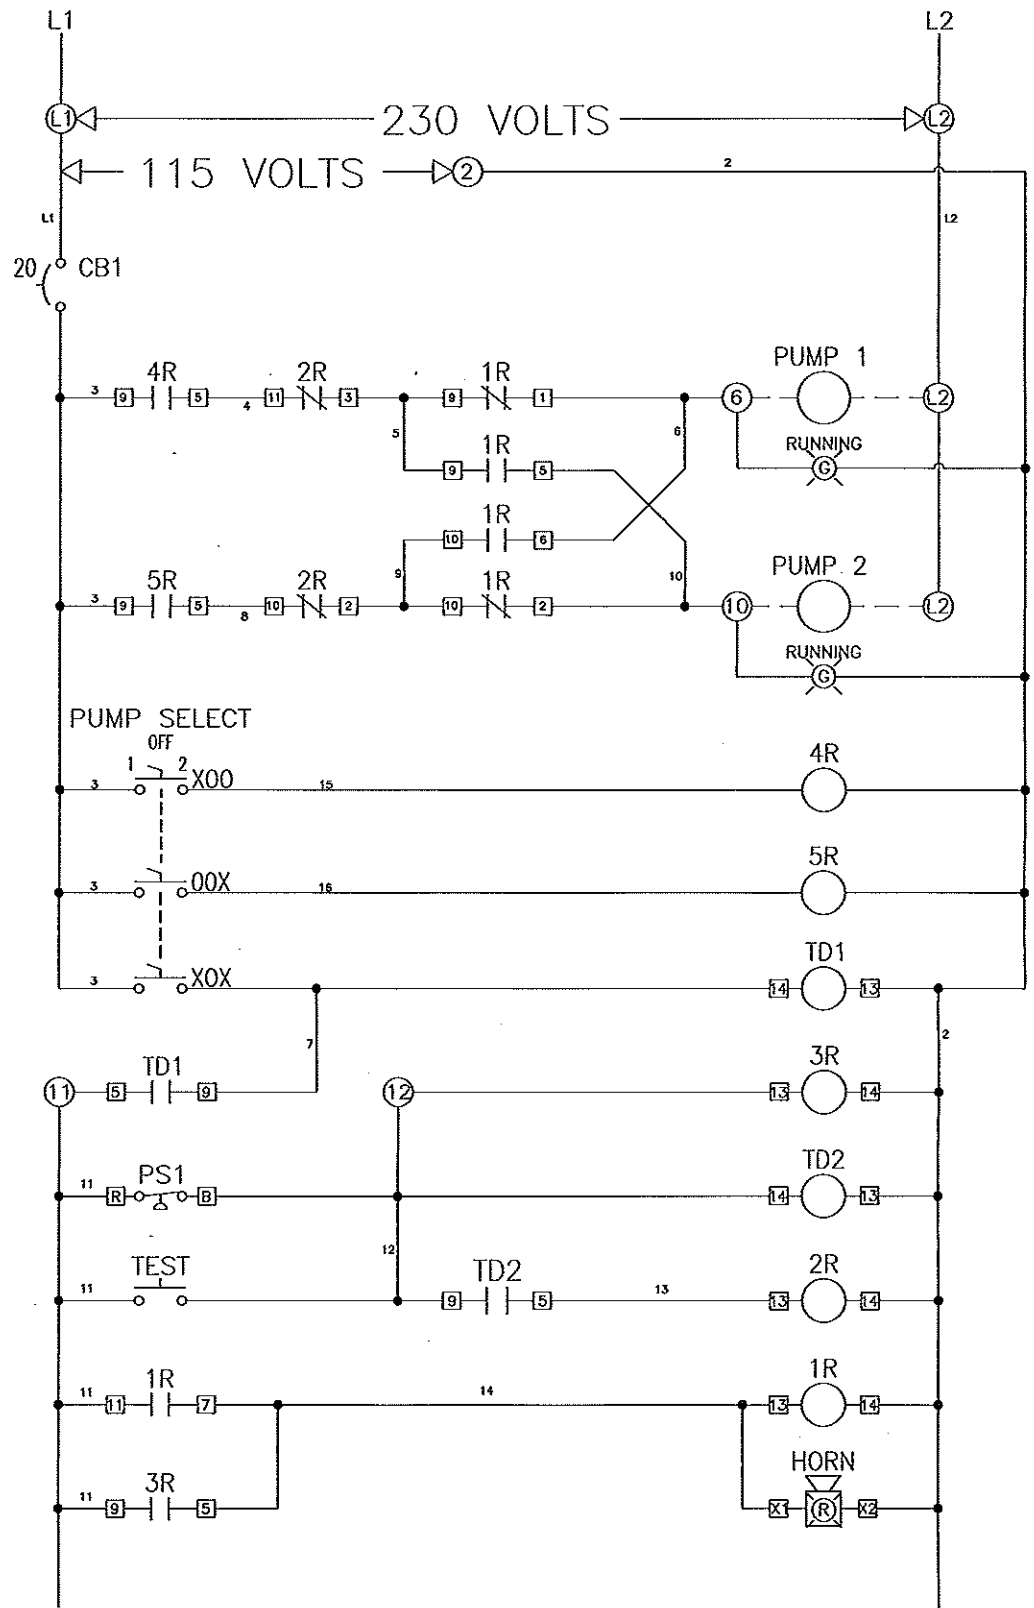 L1 L2
L1 230 VOLTS L2
115 VOLTS 2 2
L1 L2
20 CB1
4R 2R 1R PUMP 1
3 9 5 4 11 3 9 1 6 L2
5 6 RUNNING
1R G
9 5
1R
10 6
5R 2R 9 1R 10 PUMP 2
3 9 5 8 10 2 10 2 10 L2
RUNNING
G
PUMP SELECT
OFF
1 2 X00 4R
3 15
00X 5R
3 16
X0X TD1
3 14 13
7 2
TD1 3R
11 5 9 12 13 14
PS1 TD2
11 R B 14 13
12
TEST TD2 2R
11 9 5 13 13 14
1R 1R
11 11 7 14 13 14
3R HORN
11 9 5 X1 R X2